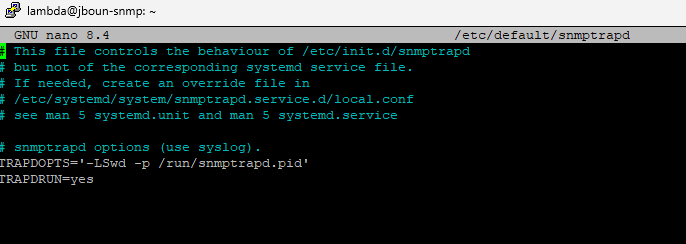 lambda@jboun-snmp: ~
GNU nano 8.4 /etc/default/snmptrapd
# This file controls the behaviour of /etc/init.d/snmptrapd
# but not of the corresponding systemd service file.
# If needed, create an override file in
# /etc/systemd/system/snmptrapd.service.d/local.conf
# see man 5 systemd.unit and man 5 systemd.service
# snmptrapd options (use syslog).
TRAPDOPTS='-LSwd -p /run/snmptrapd.pid'
TRAPDRUN=yes